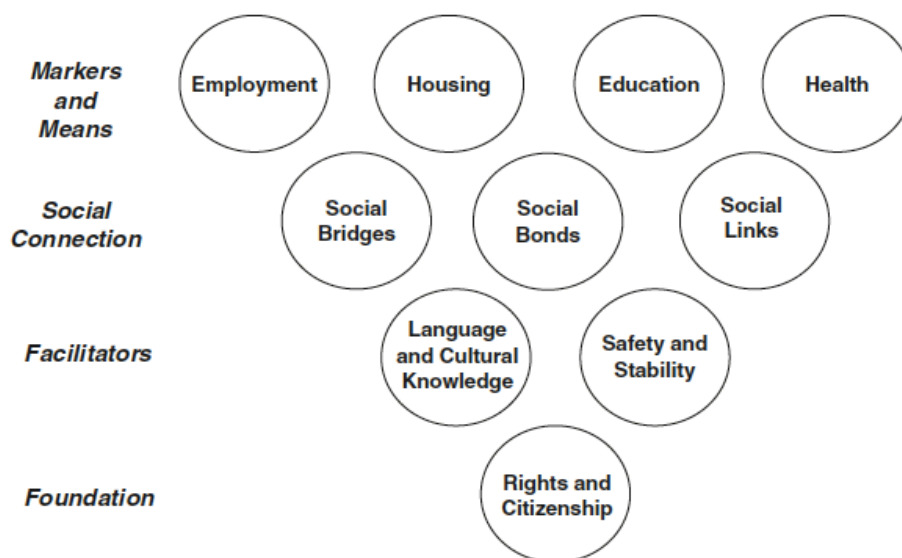 Markers
and
Means
Employment
Housing
Education
Health
Social
Connection
Social
Bridges
Social
Bonds
Social
Links
Facilitators
Language
and Cultural
Knowledge
Safety and
Stability
Foundation
Rights and
Citizenship